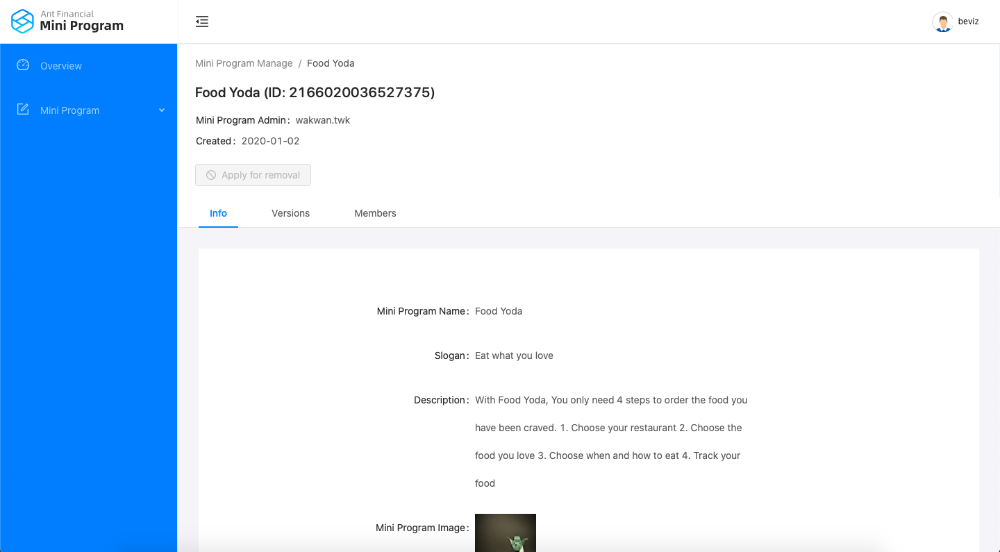 Ant Financial
Mini Program
beviz
Overview
Mini Program
Mini Program Manage / Food Yoda
Food Yoda (ID: 2166020036527375)
Mini Program Admin : wakwan.twk
Created : 2020-01-02
Apply for removal
Info Versions Members
Mini Program Name : Food Yoda
Slogan : Eat what you love
Description : With Food Yoda, You only need 4 steps to order the food you
have been craved. 1. Choose your restaurant 2. Choose the
food you love 3. Choose when and how to eat 4. Track your
food
Mini Program Image :